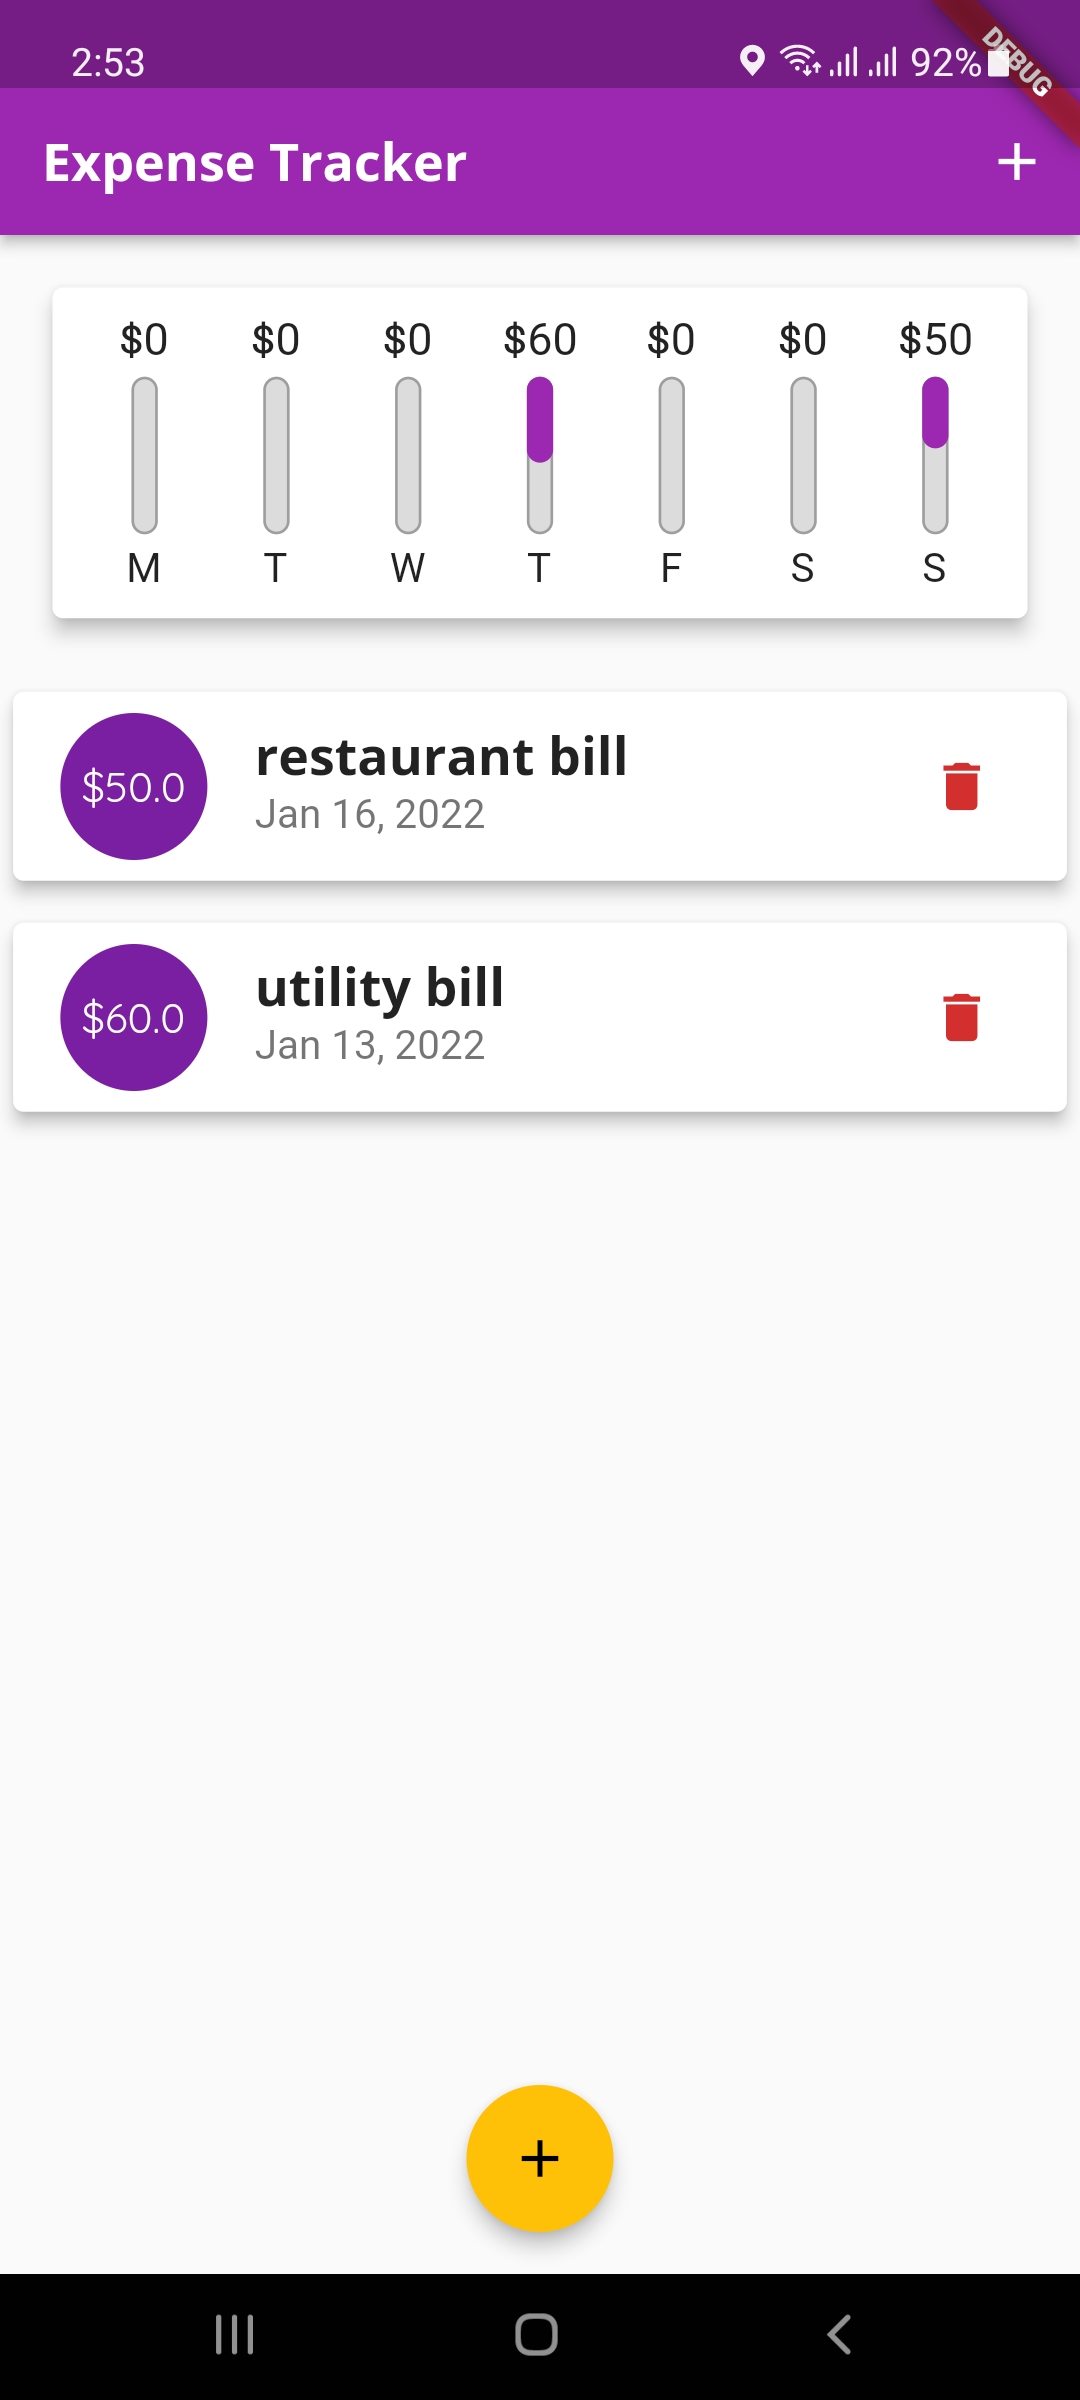 2:53 92% DEBUG
Expense Tracker +
$0 $0 $0 $60 $0 $0 $50
M T W T F S S
$50.0 restaurant bill
Jan 16, 2022
$60.0 utility bill
Jan 13, 2022
+